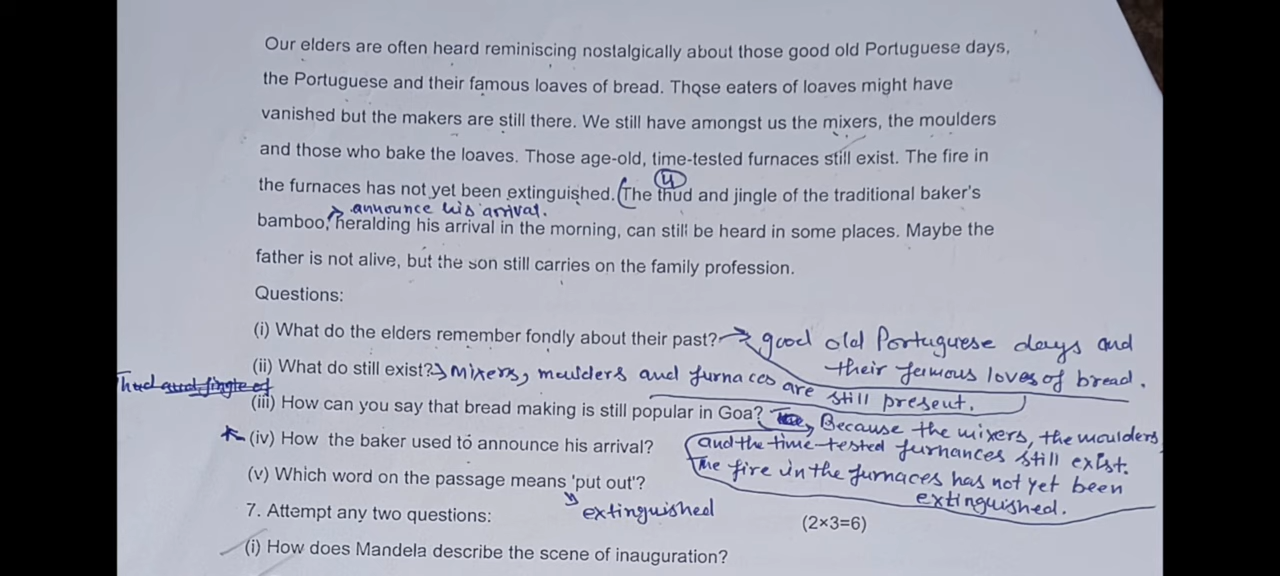 Our elders are often heard reminiscing nostalgically about those good old Portuguese days,
the Portuguese and their famous loaves of bread. Those eaters of loaves might have
vanished but the makers are still there. We still have amongst us the mixers, the moulders
and those who bake the loaves. Those age-old, time-tested furnaces still exist. The fire in
4
the furnaces has not yet been extinguished. (The thud and jingle of the traditional baker's
→ announce his arrival.
bamboo, heralding his arrival in the morning, can still be heard in some places. Maybe the
father is not alive, but the son still carries on the family profession.
Questions:
(i) What do the elders remember fondly about their past? → good old Portuguese days and
their famous loves of bread.
(ii) What do still exist? → Mixers, moulders and furnaces are still present.
Thud and jingle of
(iii) How can you say that bread making is still popular in Goa? The, Because the mixers, the moulders
and the time-tested furnances still exist.
The fire in the furnaces has not yet been
extinguished.
(iv) How the baker used to announce his arrival?
(v) Which word on the passage means 'put out'?
→ extinguished
7. Attempt any two questions: (2×3=6)
(i) How does Mandela describe the scene of inauguration?